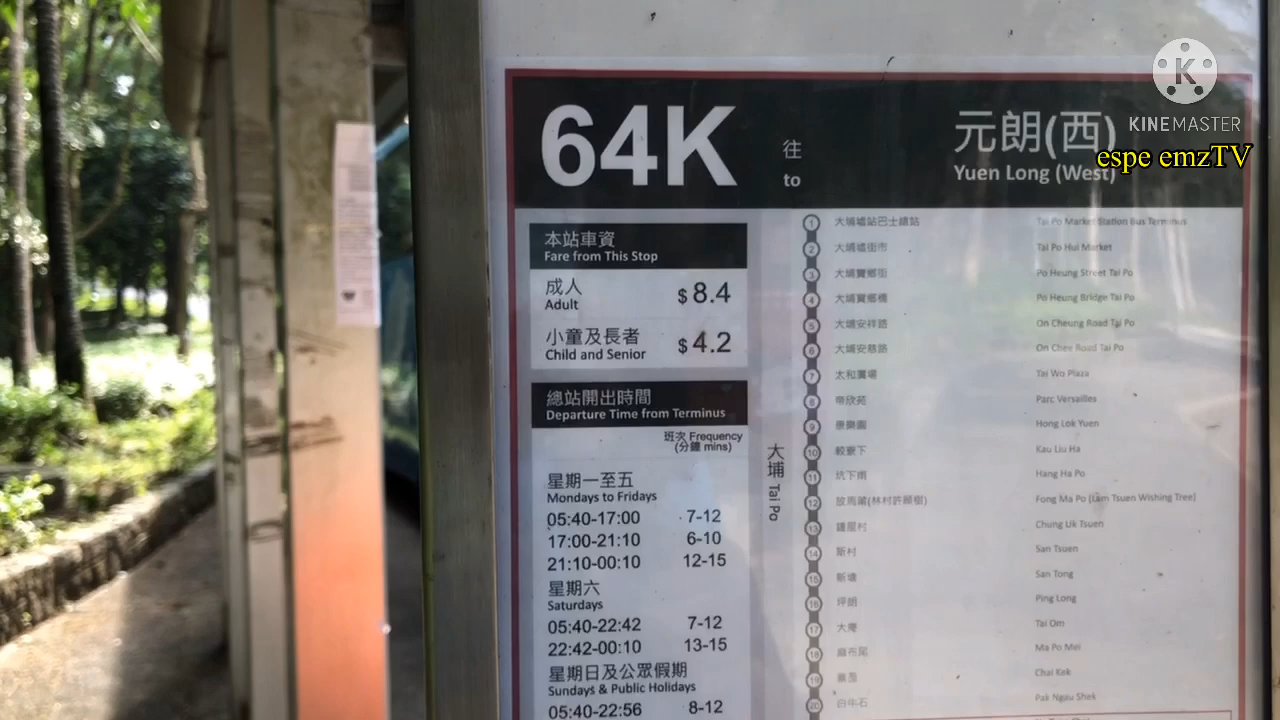 KINEMASTER
espe emzTV
64K 往 元朗(西)
to Yuen Long (West)
本站車資
Fare from This Stop
成人
Adult $8.4
小童及長者
Child and Senior $4.2
總站開出時間
Departure Time from Terminus
班次 Frequency
(分鐘 mins)
星期一至五
Mondays to Fridays
05:40-17:00 7-12
17:00-21:10 6-10
21:10-00:10 12-15
星期六
Saturdays
05:40-22:42 7-12
22:42-00:10 13-15
星期日及公眾假期
Sundays & Public Holidays
05:40-22:56 8-12
大埔 Tai Po
1 大埔墟站巴士總站 Tai Po Market Station Bus Terminus
2 大埔墟街市 Tai Po Hui Market
3 大埔寶鄉街 Po Heung Street Tai Po
4 大埔寶鄉橋 Po Heung Bridge Tai Po
5 大埔安祥路 On Cheung Road Tai Po
6 大埔安慈路 On Chee Road Tai Po
7 太和廣場 Tai Wo Plaza
8 帝欣苑 Parc Versailles
9 康樂園 Hong Lok Yuen
10 較寮下 Kau Liu Ha
11 坑下莆 Hang Ha Po
12 放馬莆(林村許願樹) Fong Ma Po (Lam Tsuen Wishing Tree)
13 鍾屋村 Chung Uk Tsuen
14 新村 San Tsuen
15 新塘 San Tong
16 坪朗 Ping Long
17 大菴 Tai Om
18 麻布尾 Ma Po Mei
19 寨乪 Chai Kek
20 白牛石 Pak Ngau Shek